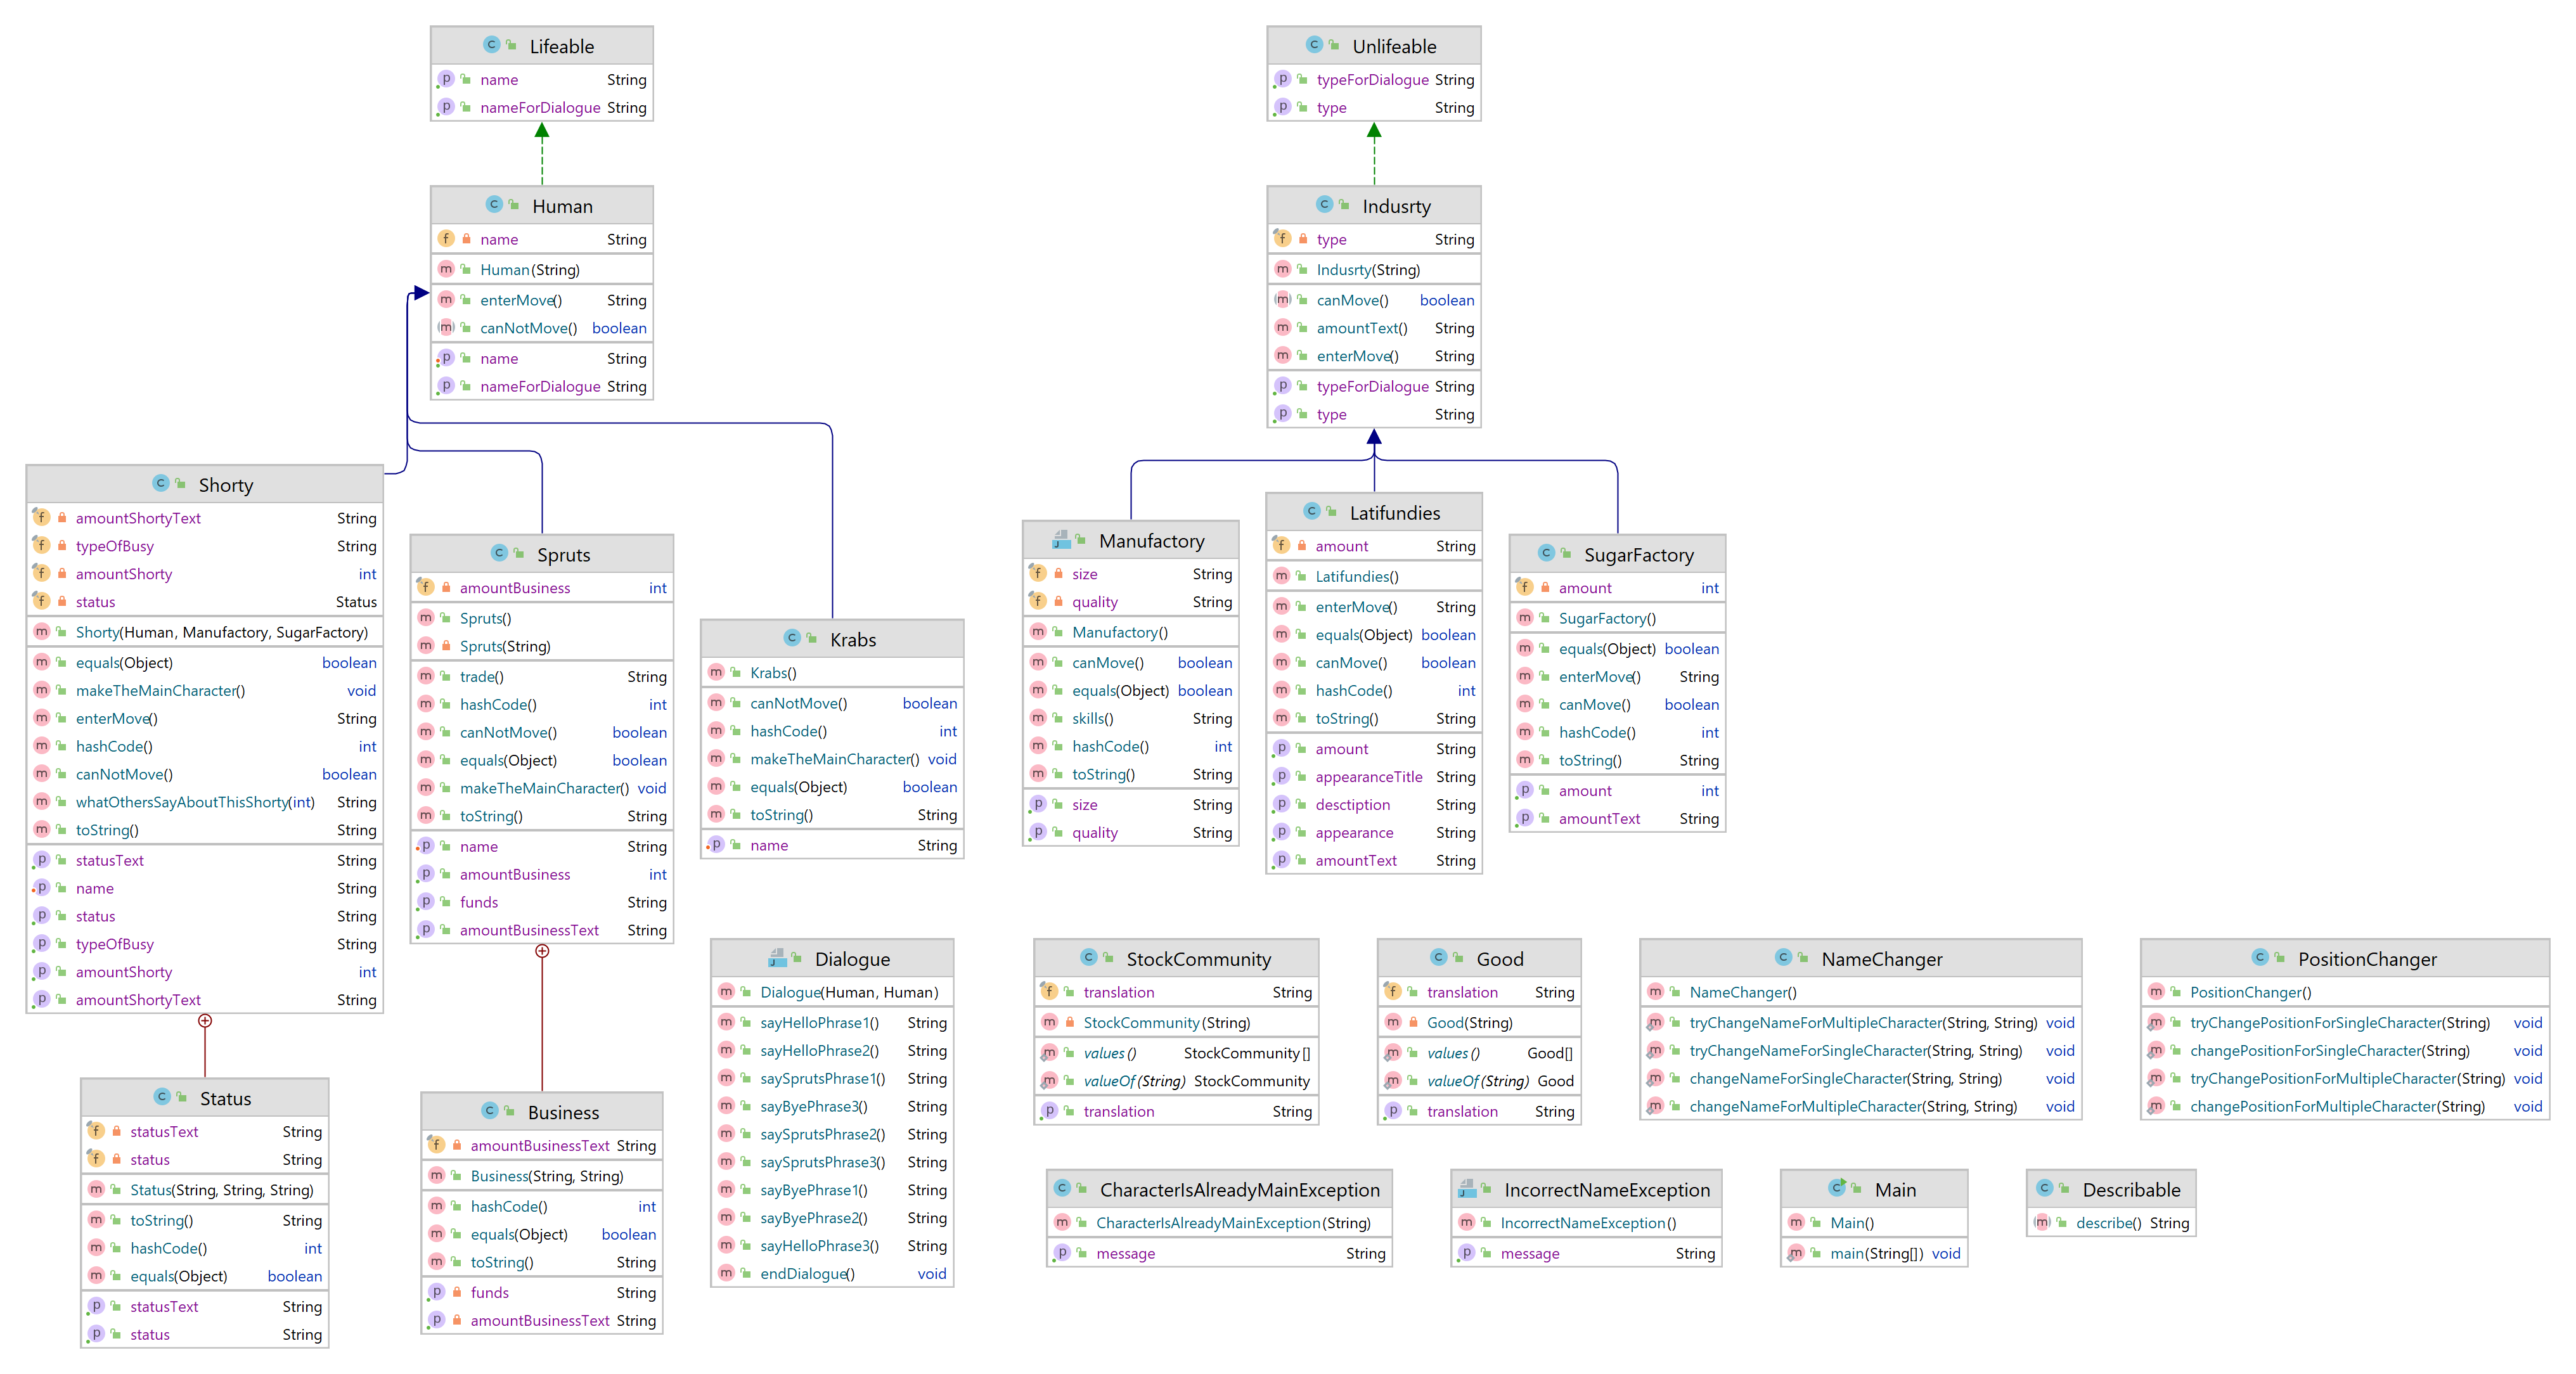 Lifeable
name String
nameForDialogue String
Unlifeable
typeForDialogue String
type String
Human
name String
Human(String)
enterMove() String
canNotMove() boolean
name String
nameForDialogue String
Indusrty
type String
Indusrty(String)
canMove() boolean
amountText() String
enterMove() String
typeForDialogue String
type String
Shorty
amountShortyText String
typeOfBusy String
amountShorty int
status Status
Shorty(Human, Manufactory, SugarFactory)
equals(Object) boolean
makeTheMainCharacter() void
enterMove() String
hashCode() int
canNotMove() boolean
whatOthersSayAboutThisShorty(int) String
toString() String
statusText String
name String
status String
typeOfBusy String
amountShorty int
amountShortyText String
Spruts
amountBusiness int
Spruts()
Spruts(String)
trade() String
hashCode() int
canNotMove() boolean
equals(Object) boolean
makeTheMainCharacter() void
toString() String
name String
amountBusiness int
funds String
amountBusinessText String
Krabs
Krabs()
canNotMove() boolean
hashCode() int
makeTheMainCharacter() void
equals(Object) boolean
toString() String
name String
Manufactory
size String
quality String
Manufactory()
canMove() boolean
equals(Object) boolean
skills() String
hashCode() int
toString() String
size String
quality String
Latifundies
amount String
Latifundies()
enterMove() String
equals(Object) boolean
canMove() boolean
hashCode() int
toString() String
amount String
appearanceTitle String
desctiption String
appearance String
amountText String
SugarFactory
amount int
SugarFactory()
equals(Object) boolean
enterMove() String
canMove() boolean
hashCode() int
toString() String
amount int
amountText String
Status
statusText String
status String
Status(String, String, String)
toString() String
hashCode() int
equals(Object) boolean
statusText String
status String
Business
amountBusinessText String
Business(String, String)
hashCode() int
equals(Object) boolean
toString() String
funds String
amountBusinessText String
Dialogue
Dialogue(Human, Human)
sayHelloPhrase1() String
sayHelloPhrase2() String
saySprutsPhrase1() String
sayByePhrase3() String
saySprutsPhrase2() String
saySprutsPhrase3() String
sayByePhrase1() String
sayByePhrase2() String
sayHelloPhrase3() String
endDialogue() void
StockCommunity
translation String
StockCommunity(String)
values() StockCommunity[]
valueOf(String) StockCommunity
translation String
Good
translation String
Good(String)
values() Good[]
valueOf(String) Good
translation String
NameChanger
NameChanger()
tryChangeNameForMultipleCharacter(String, String) void
tryChangeNameForSingleCharacter(String, String) void
changeNameForSingleCharacter(String, String) void
changeNameForMultipleCharacter(String, String) void
PositionChanger
PositionChanger()
tryChangePositionForSingleCharacter(String) void
changePositionForSingleCharacter(String) void
tryChangePositionForMultipleCharacter(String) void
changePositionForMultipleCharacter(String) void
CharacterIsAlreadyMainException
CharacterIsAlreadyMainException(String)
message String
IncorrectNameException
IncorrectNameException()
message String
Main
Main()
main(String[]) void
Describable
describe() String